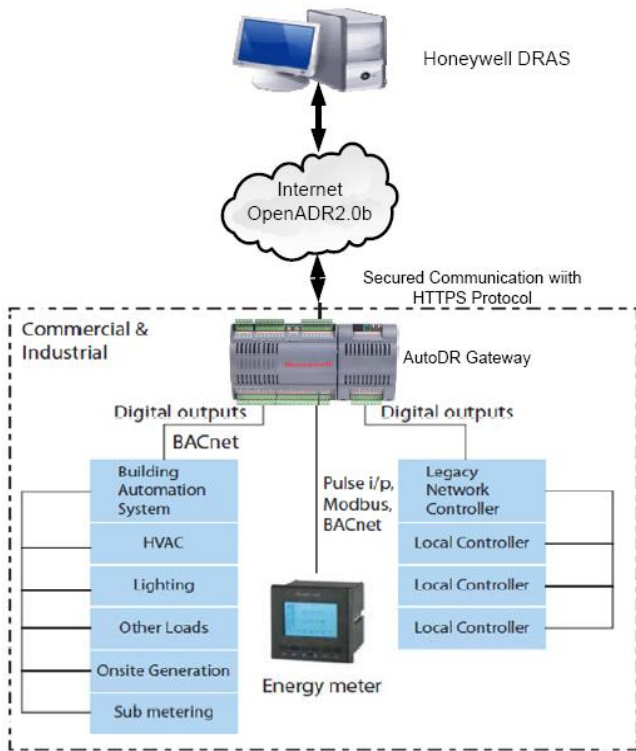 Honeywell DRAS
Internet
OpenADR2.0b
Secured Communication wiith
HTTPS Protocol
Commercial &
Industrial
Honeywell
AutoDR Gateway
Digital outputs
Digital outputs
BACnet
Building
Automation
System
HVAC
Lighting
Other Loads
Onsite Generation
Sub metering
Pulse i/p,
Modbus,
BACnet
Energy meter
Legacy
Network
Controller
Local Controller
Local Controller
Local Controller